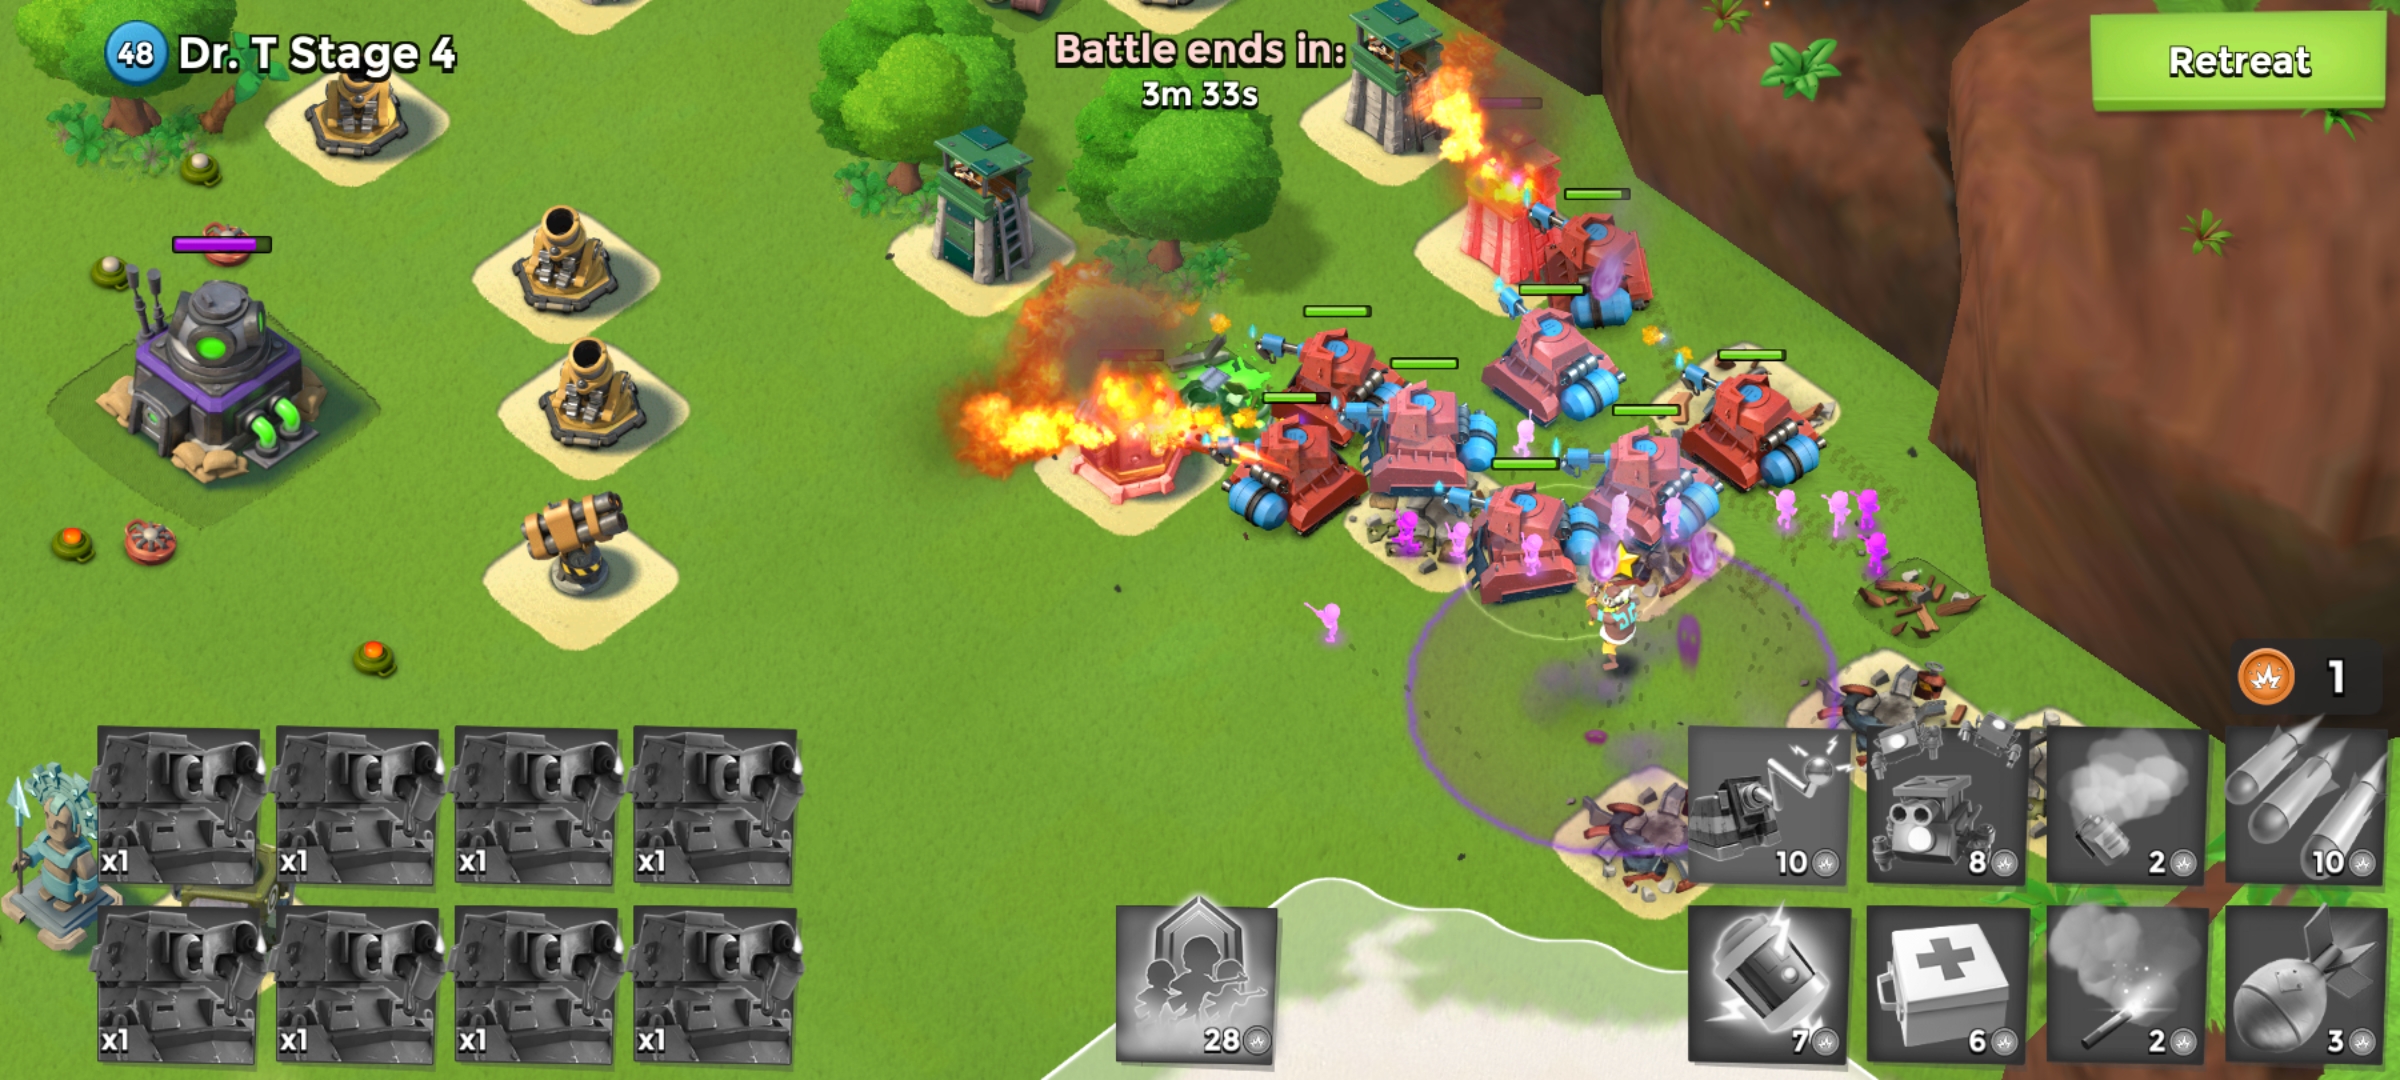 48 Dr. T Stage 4
Battle ends in:
3m 33s
Retreat
1
x1 x1 x1 x1
10 8 2 10
x1 x1 x1 x1
28
7 6 2 3